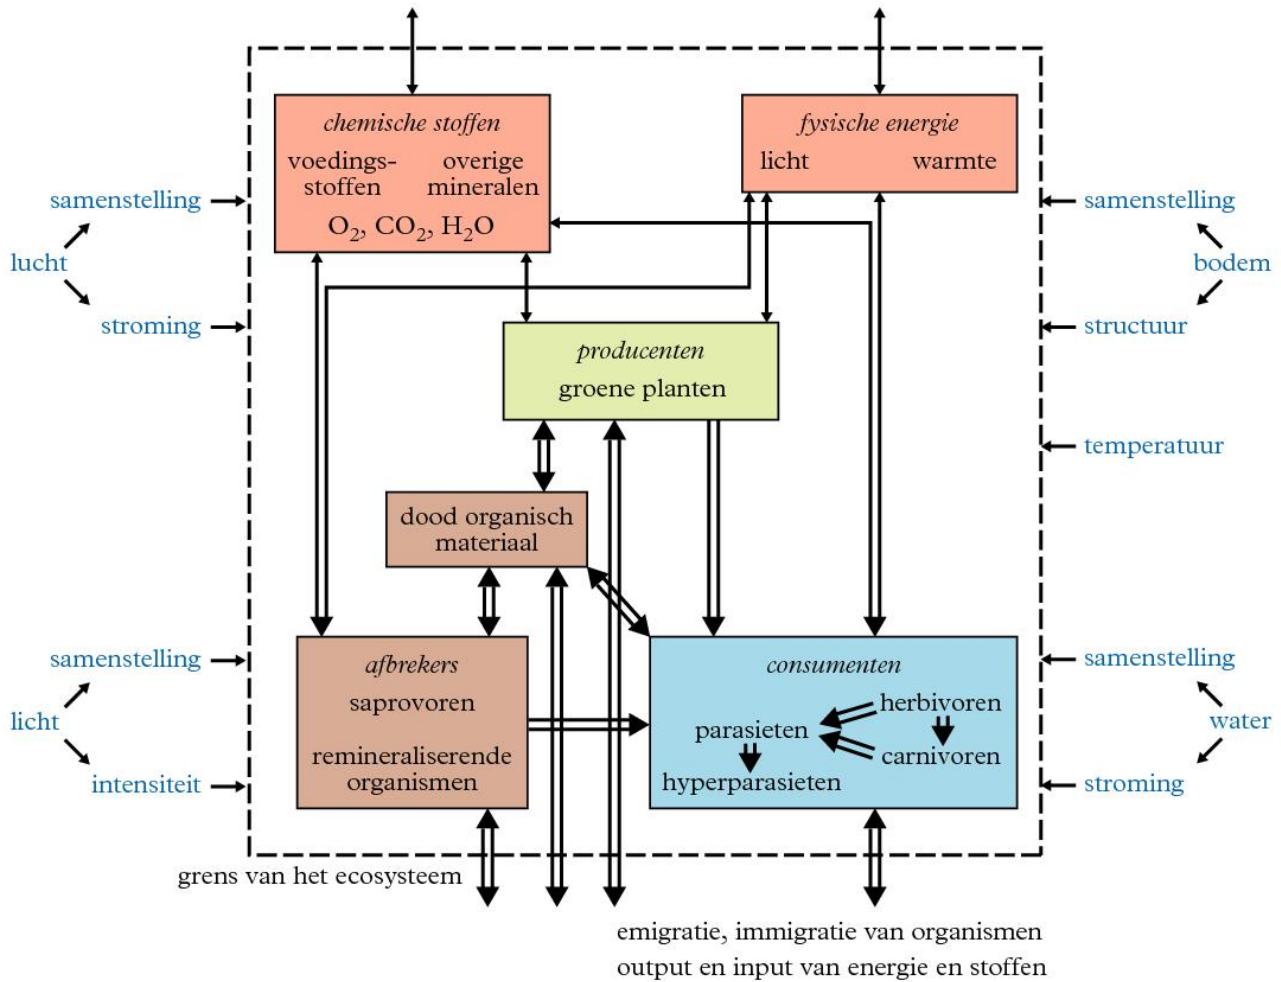 chemische stoffen
voedings-
stoffen
overige
mineralen
O₂, CO₂, H₂O
fysische energie
licht
warmte
samenstelling
lucht
stroming
samenstelling
bodem
structuur
temperatuur
producenten
groene planten
dood organisch
materiaal
afbrekers
saprovoren
remineraliserende
organismen
consumenten
herbivoren
parasieten
carnivoren
hyperparasieten
samenstelling
licht
intensiteit
samenstelling
water
stroming
grens van het ecosysteem
emigratie, immigratie van organismen
output en input van energie en stoffen